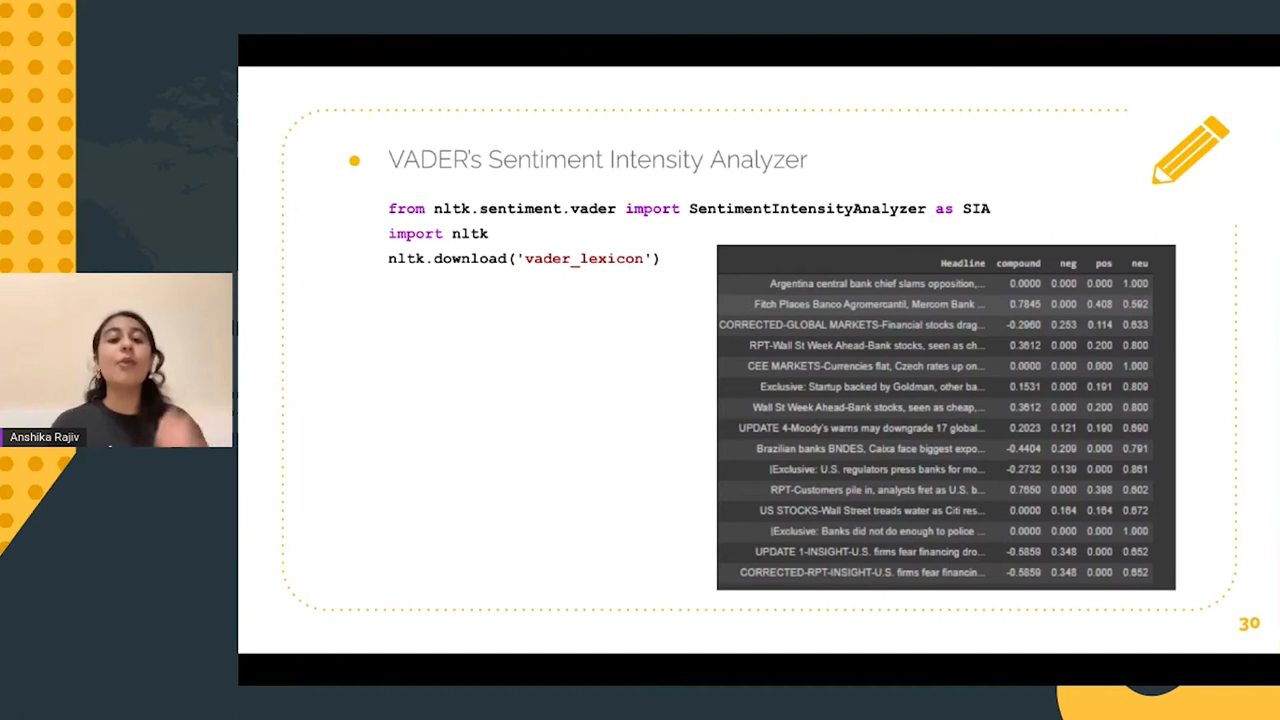 VADER's Sentiment Intensity Analyzer
from nltk.sentiment.vader import SentimentIntensityAnalyzer as SIA
import nltk
nltk.download('vader_lexicon')
Headline compound neg pos neu
Argentina central bank chief slams opposition,... 0.0000 0.000 0.000 1.000
Fitch Places Banco Agromercantil, Mercom Bank ... 0.7845 0.000 0.408 0.592
CORRECTED-GLOBAL MARKETS-Financial stocks drag... -0.2960 0.253 0.114 0.633
RPT-Wall St Week Ahead-Bank stocks, seen as ch... 0.3612 0.000 0.200 0.800
CEE MARKETS-Currencies flat, Czech rates up on... 0.0000 0.000 0.000 1.000
Exclusive: Startup backed by Goldman, other ba... 0.1531 0.000 0.191 0.809
Wall St Week Ahead-Bank stocks, seen as cheap,... 0.3612 0.000 0.200 0.800
UPDATE 4-Moody's warns may downgrade 17 global... 0.2023 0.121 0.190 0.690
Brazilian banks BNDES, Caixa face biggest expo... -0.4404 0.209 0.000 0.791
|Exclusive: U.S. regulators press banks for mo... -0.2732 0.139 0.000 0.861
RPT-Customers pile in, analysts fret as U.S. b... 0.7650 0.000 0.398 0.602
US STOCKS-Wall Street treads water as Citi res... 0.0000 0.164 0.164 0.672
|Exclusive: Banks did not do enough to police ... 0.0000 0.000 0.000 1.000
UPDATE 1-INSIGHT-U.S. firms fear financing dro... -0.5859 0.348 0.000 0.652
CORRECTED-RPT-INSIGHT-U.S. firms fear financin... -0.5859 0.348 0.000 0.652
Anshika Rajiv
30